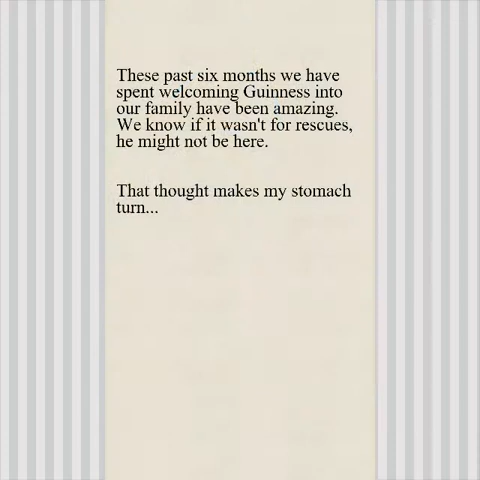 These past six months we have
spent welcoming Guinness into
our family have been amazing.
We know if it wasn't for rescues,
he might not be here.
That thought makes my stomach
turn...